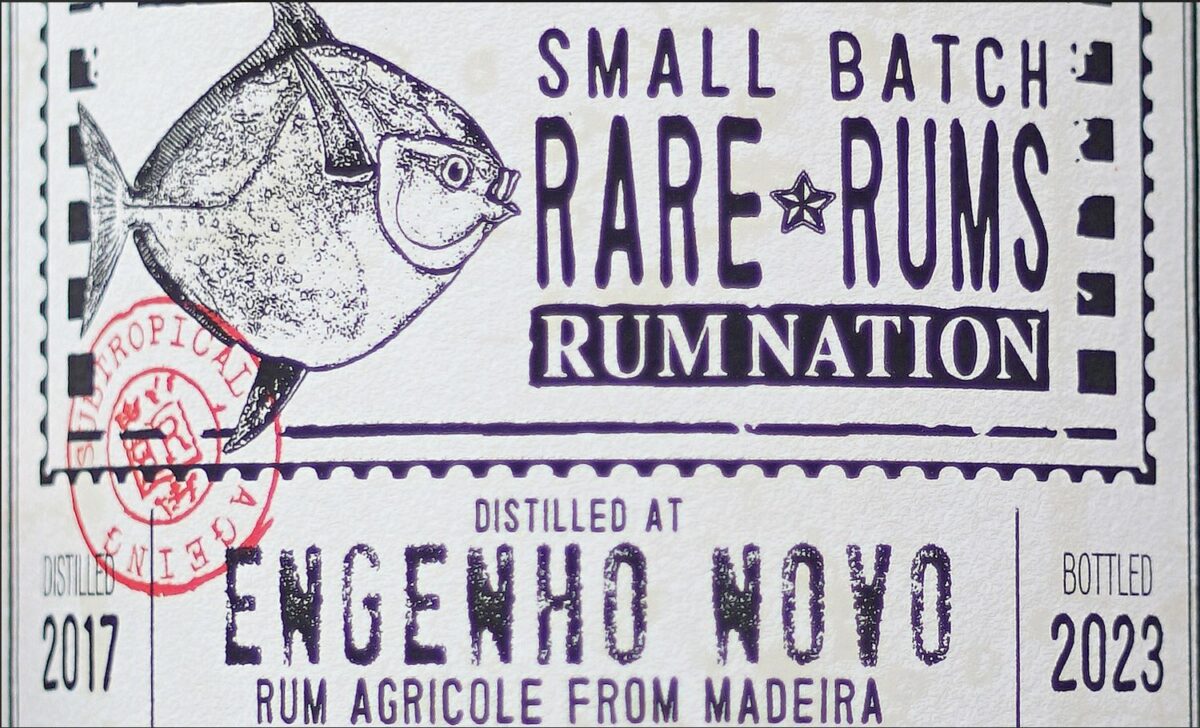 SMALL BATCH
RARE RUMS
RUM NATION
SUBTROPICAL AGEING
DISTILLED AT
ENGENHO NOVO
RUM AGRICOLE FROM MADEIRA
DISTILLED
2017
BOTTLED
2023